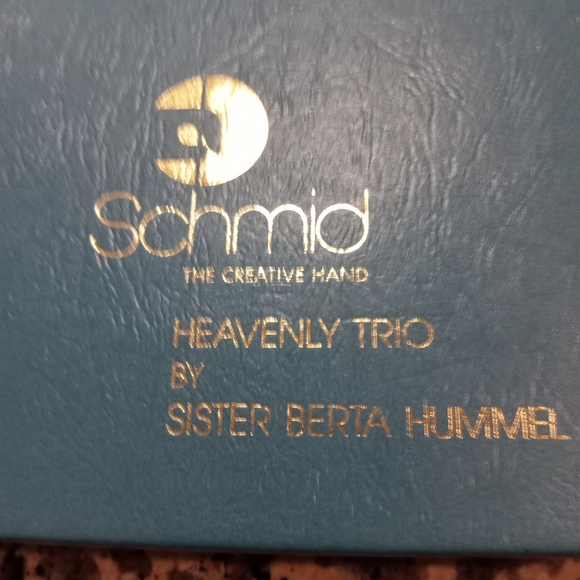 Schmid
THE CREATIVE HAND
HEAVENLY TRIO
BY
SISTER BERTA HUMMEL